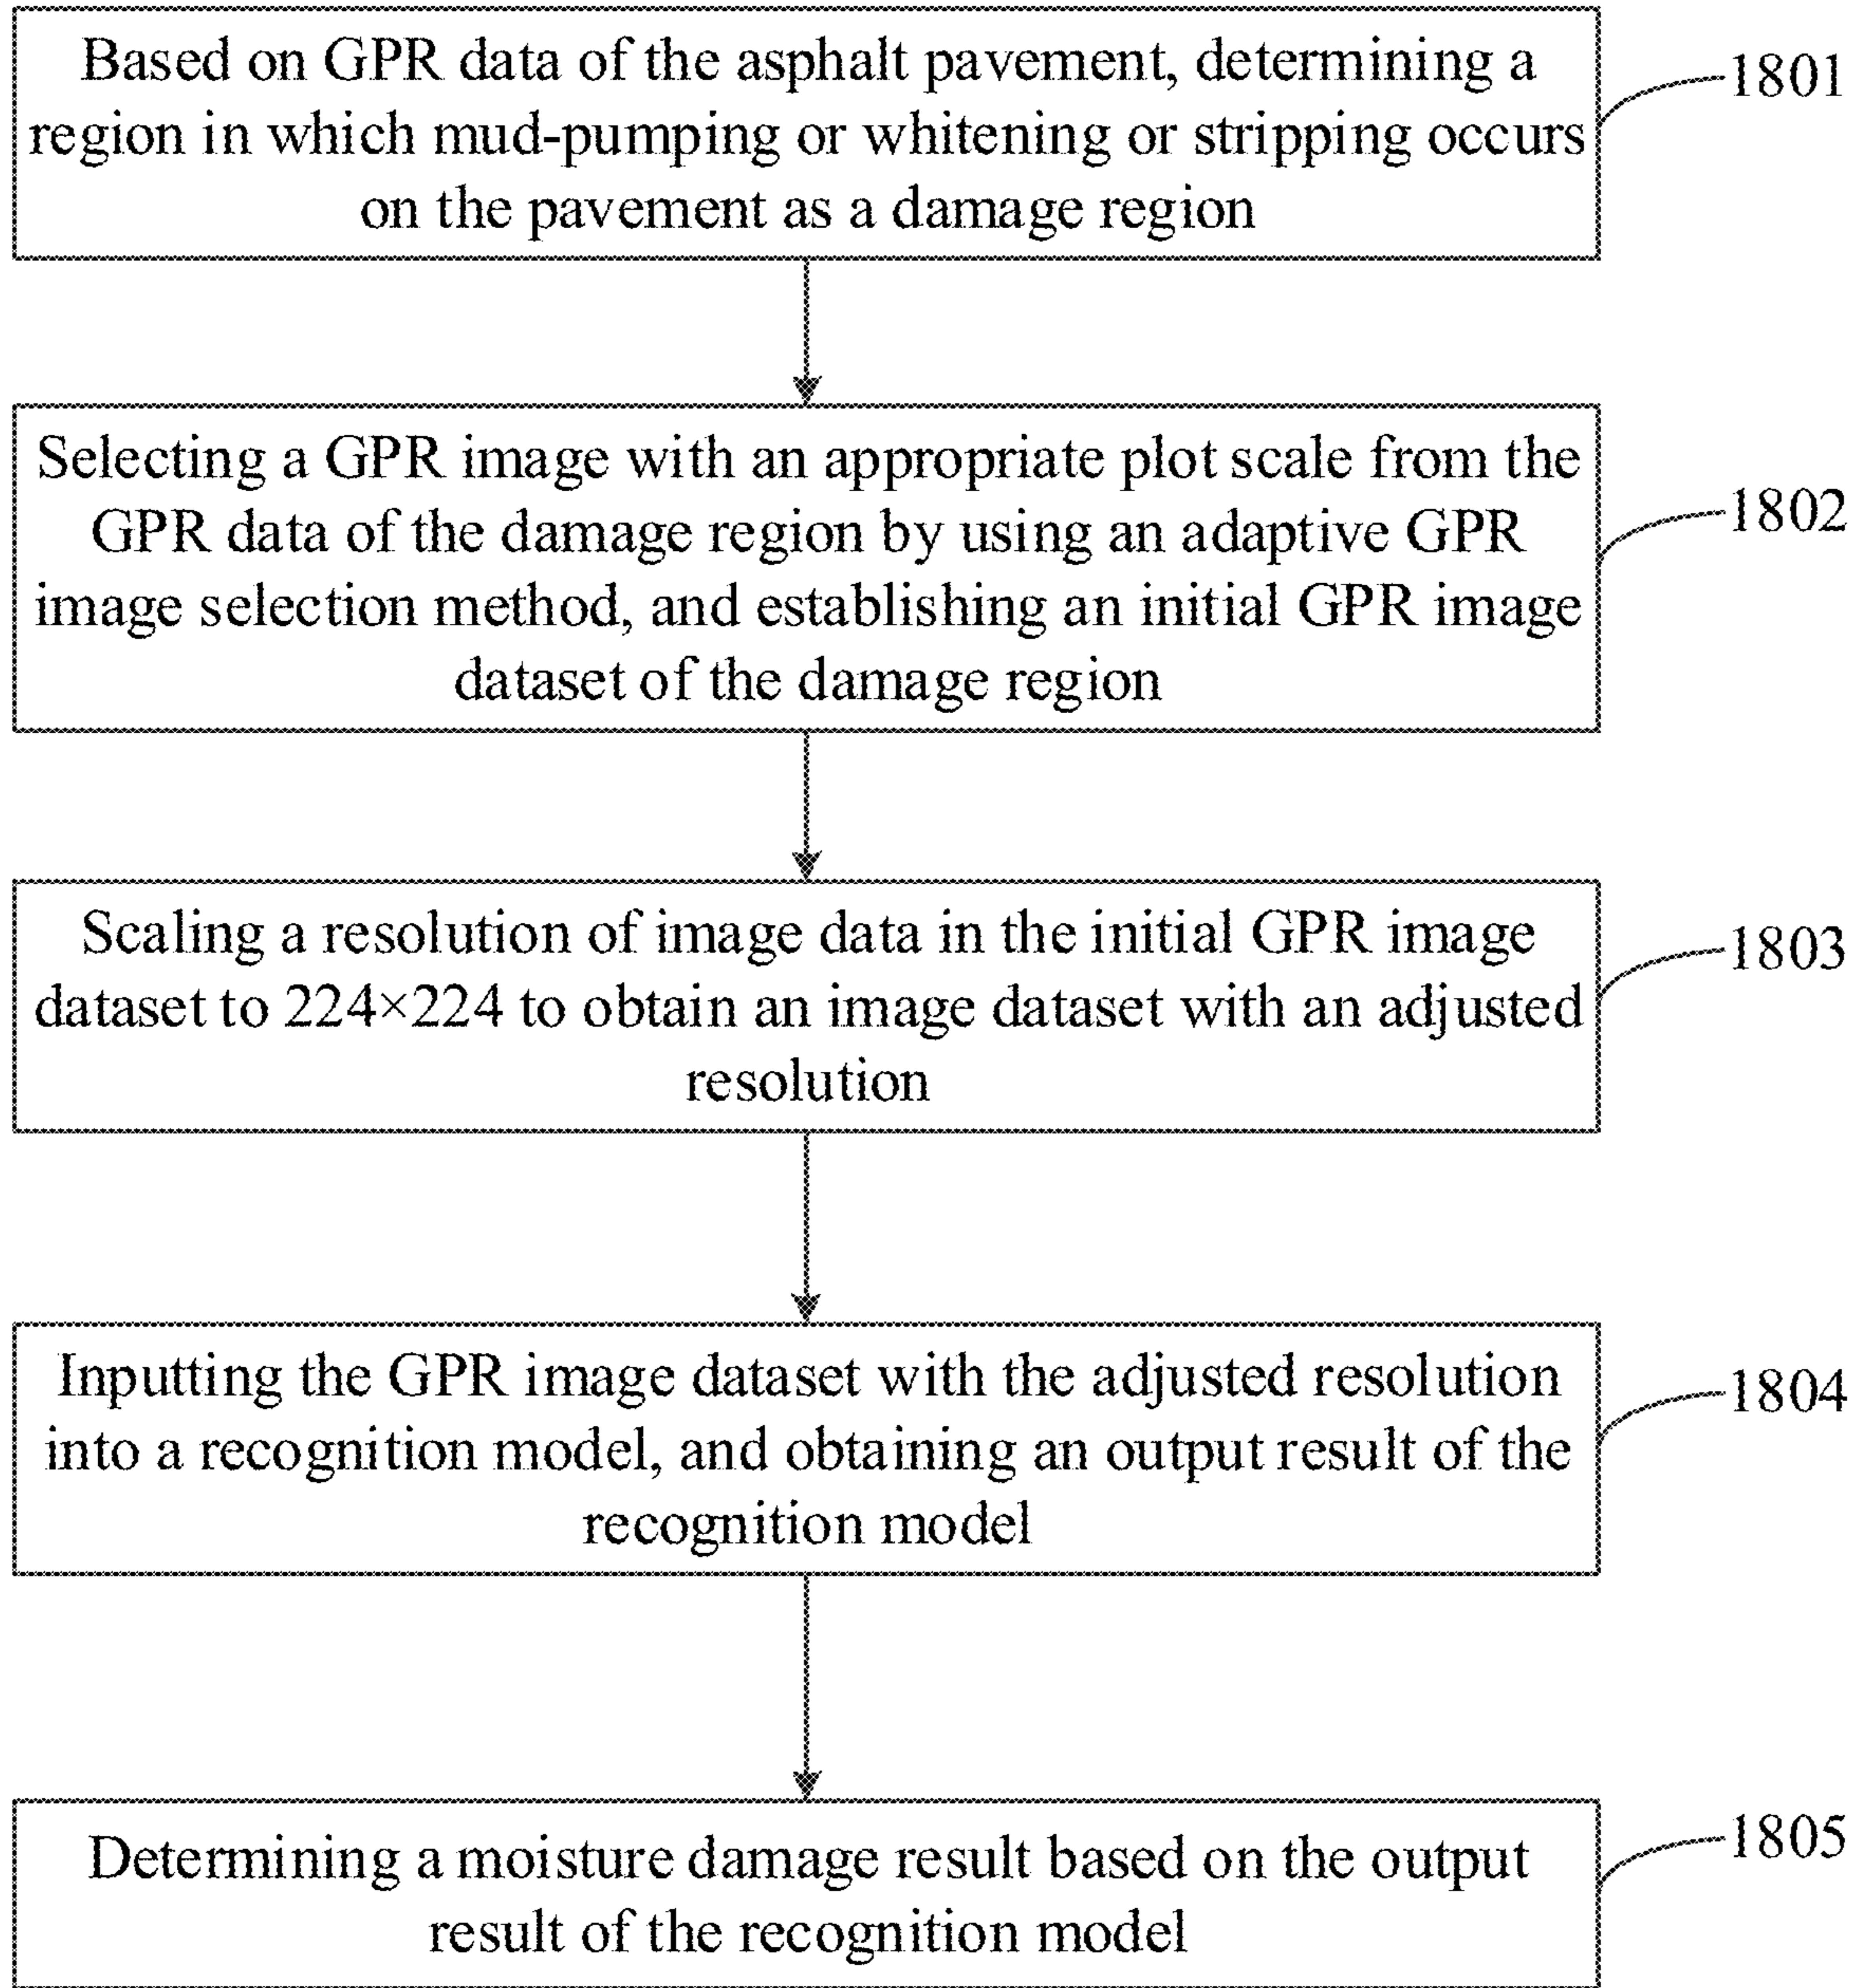 Based on GPR data of the asphalt pavement, determining a
region in which mud-pumping or whitening or stripping occurs
on the pavement as a damage region
1801
Selecting a GPR image with an appropriate plot scale from the
GPR data of the damage region by using an adaptive GPR
image selection method, and establishing an initial GPR image
dataset of the damage region
1802
Scaling a resolution of image data in the initial GPR image
dataset to 224×224 to obtain an image dataset with an adjusted
resolution
1803
Inputting the GPR image dataset with the adjusted resolution
into a recognition model, and obtaining an output result of the
recognition model
1804
Determining a moisture damage result based on the output
result of the recognition model
1805